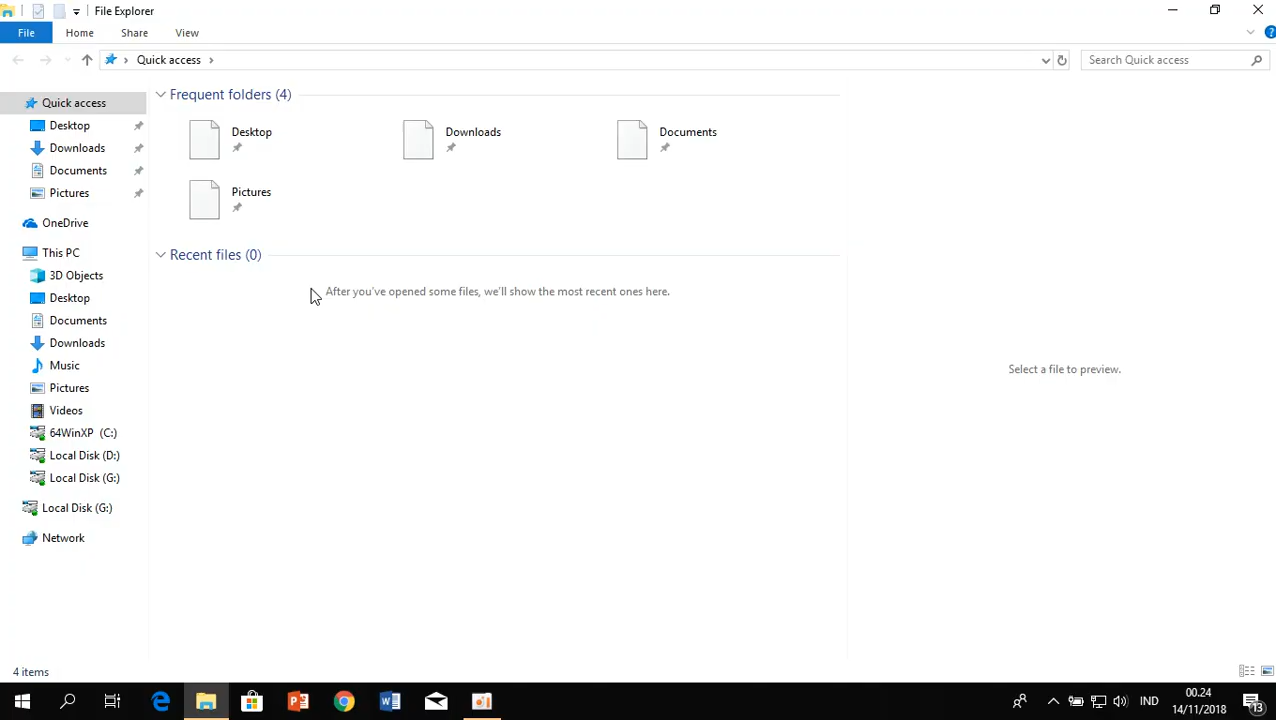 File Explorer
File Home Share View
Quick access
Search Quick access
Quick access
Desktop
Downloads
Documents
Pictures
OneDrive
This PC
3D Objects
Desktop
Documents
Downloads
Music
Pictures
Videos
64WinXP (C:)
Local Disk (D:)
Local Disk (G:)
Local Disk (G:)
Network
Frequent folders (4)
Desktop
Downloads
Documents
Pictures
Recent files (0)
After you've opened some files, we'll show the most recent ones here.
Select a file to preview.
4 items
IND
00.24
14/11/2018
13